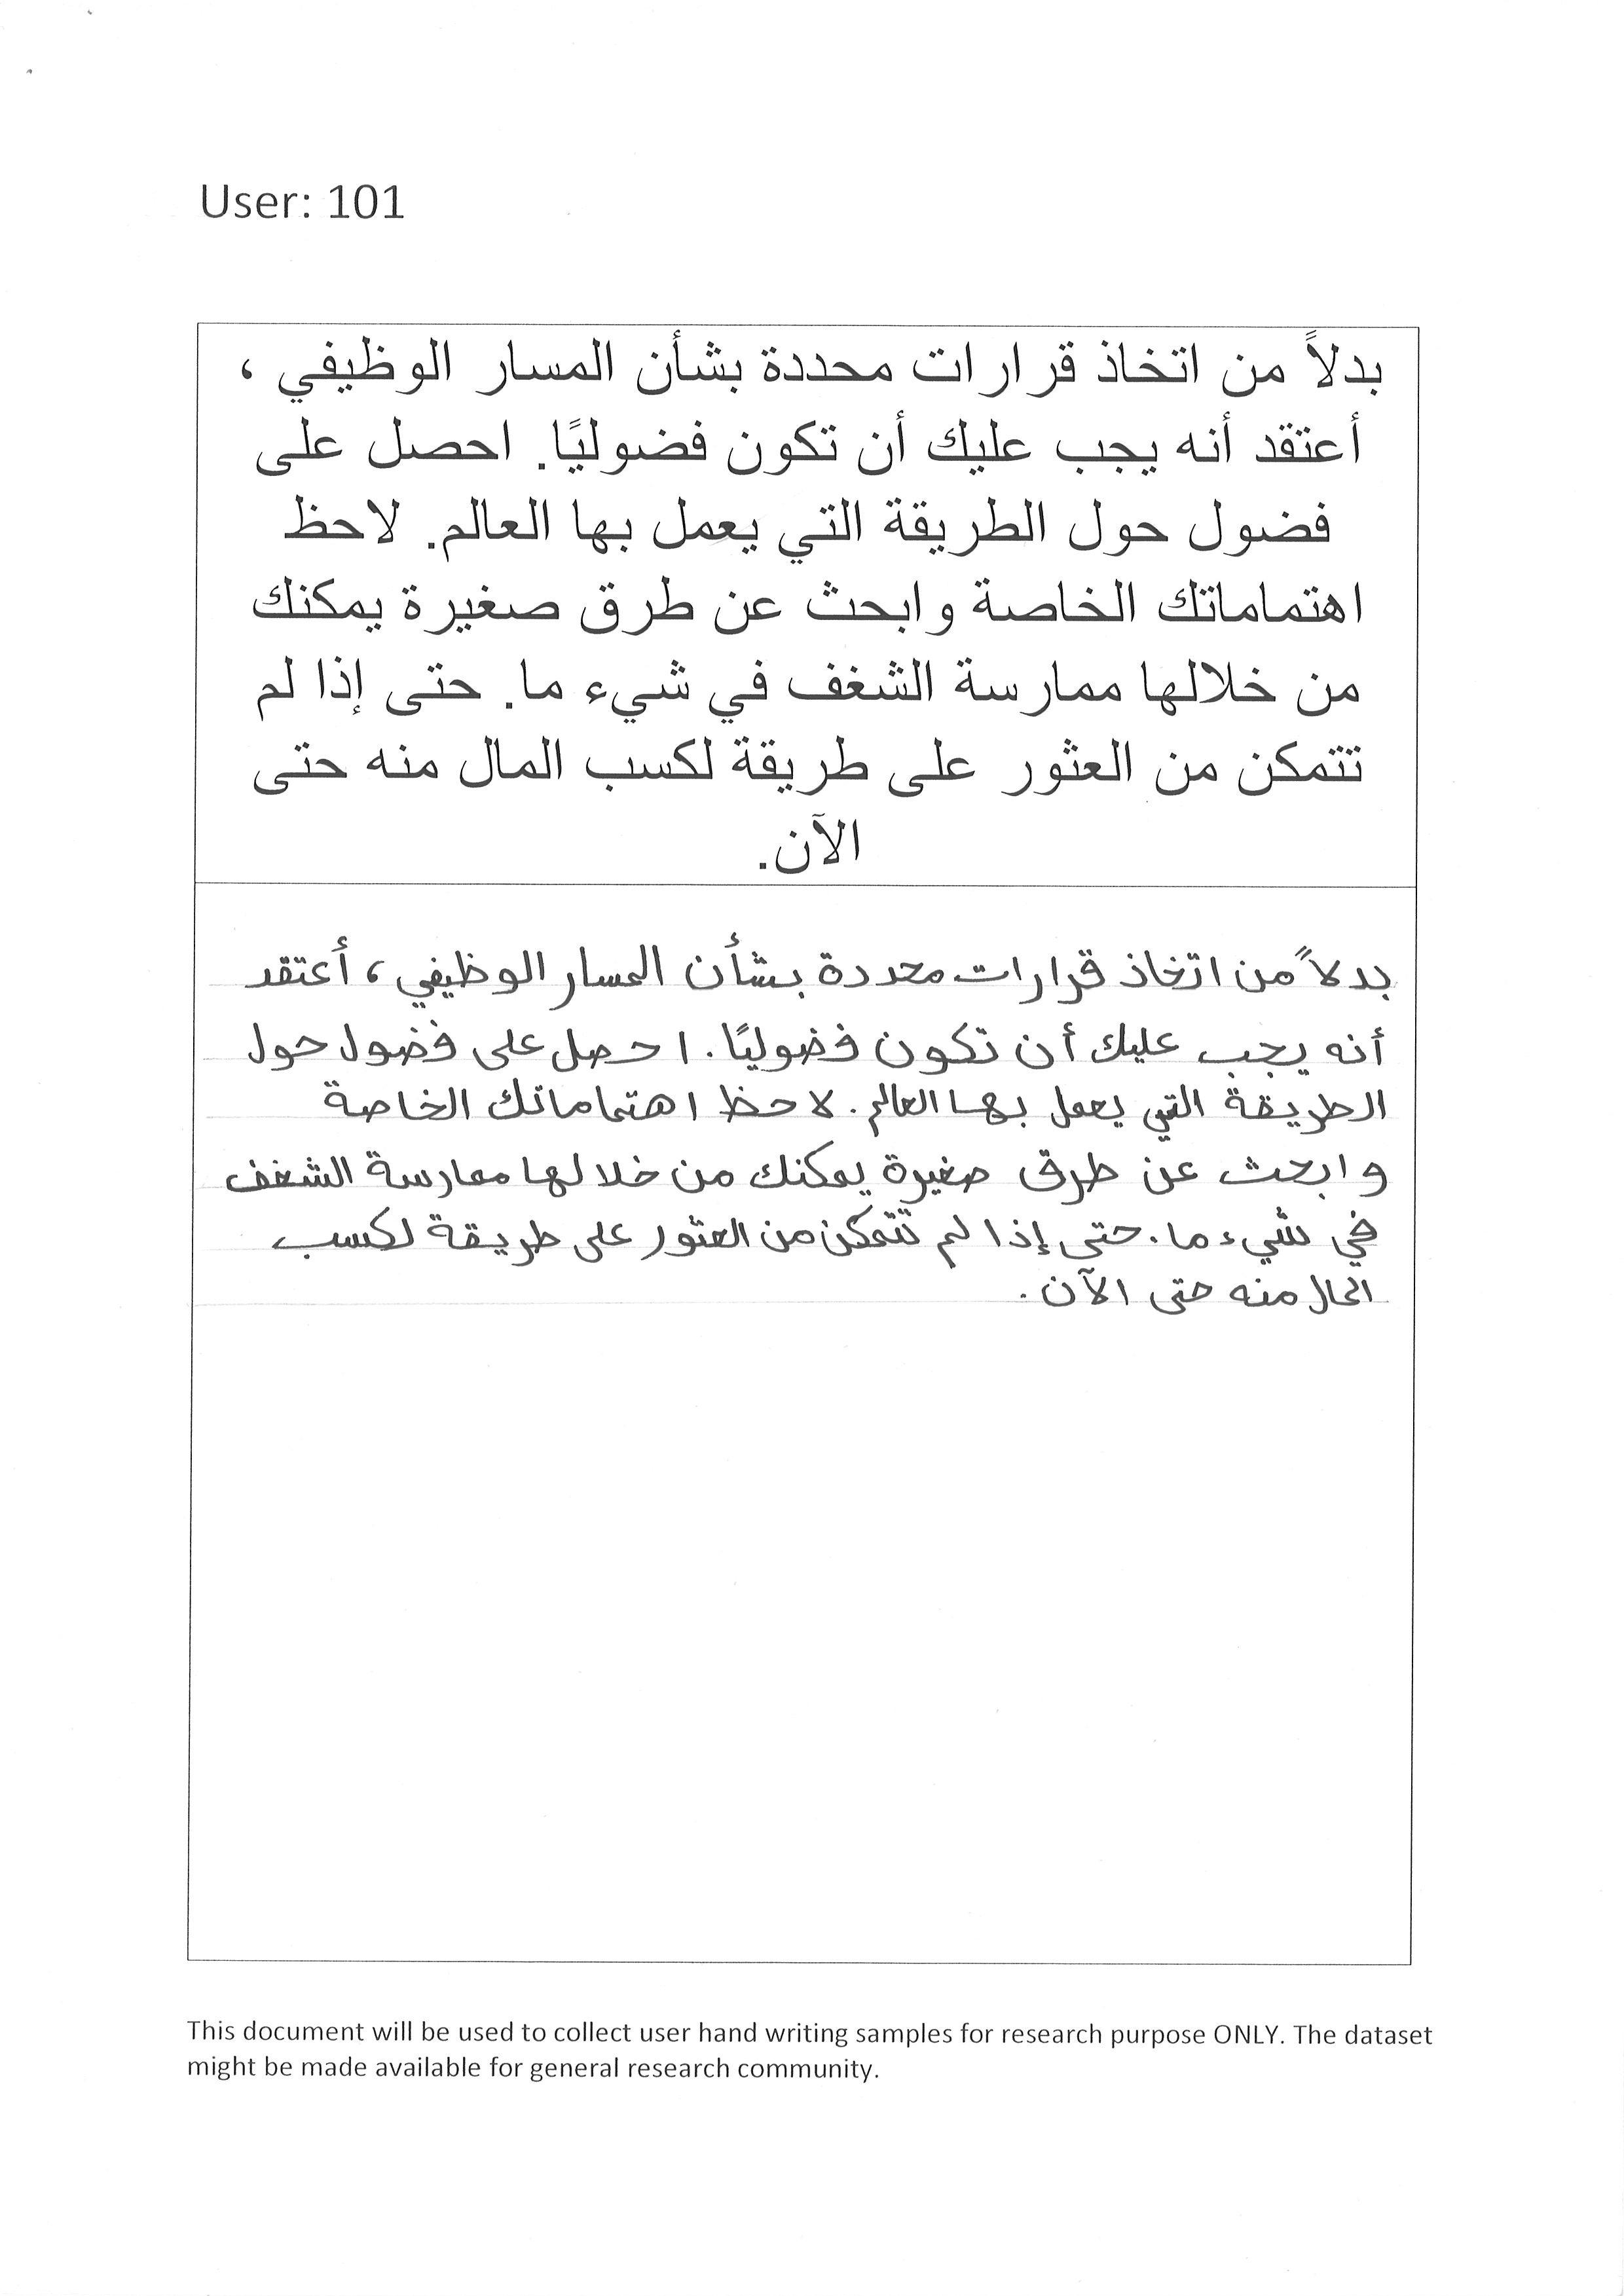 User: 101
بدلاً من اتخاذ قرارات محددة بشأن المسار الوظيفي ،
أعتقد أنه يجب عليك أن تكون فضوليًا. احصل على
فضول حول الطريقة التي يعمل بها العالم. لاحظ
اهتماماتك الخاصة وابحث عن طرق صغيرة يمكنك
من خلالها ممارسة الشغف في شيء ما. حتى إذا لم
تتمكن من العثور على طريقة لكسب المال منه حتى
الآن.
بدلاً من اتخاذ قرارات محددة بشأن المسار الوظيفي ، أعتقد
أنه يجب عليك أن تكون فضوليًا. احصل على فضول حول
الطريقة التي يعمل بها العالم. لاحظ اهتماماتك الخاصة
وابحث عن طرق صغيرة يمكنك من خلالها ممارسة الشغف
في شيء ما. حتى إذا لم تتمكن من العثور على طريقة لكسب
المال منه حتى الآن.
This document will be used to collect user hand writing samples for research purpose ONLY. The dataset
might be made available for general research community.